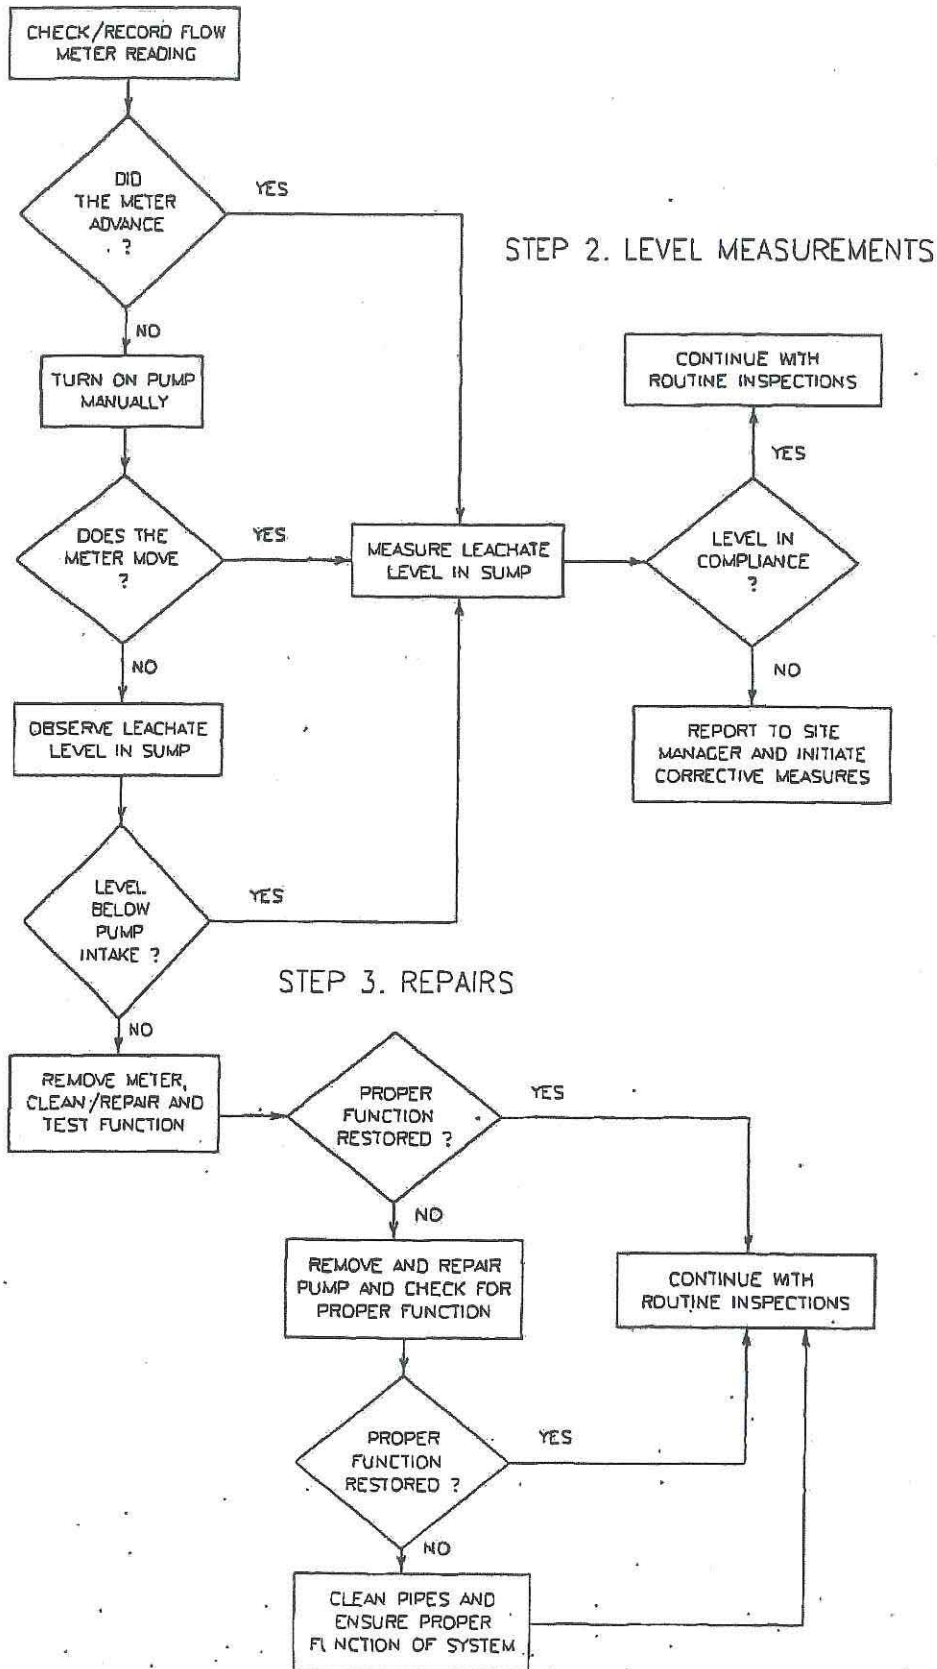 CHECK/RECORD FLOW
METER READING
DID
THE METER
ADVANCE
?
YES
NO
TURN ON PUMP
MANUALLY
DOES THE
METER MOVE
?
YES
NO
OBSERVE LEACHATE
LEVEL IN SUMP
LEVEL
BELOW
PUMP
INTAKE ?
YES
NO
STEP 2. LEVEL MEASUREMENTS
MEASURE LEACHATE
LEVEL IN SUMP
LEVEL IN
COMPLIANCE
?
YES
CONTINUE WITH
ROUTINE INSPECTIONS
NO
REPORT TO SITE
MANAGER AND INITIATE
CORRECTIVE MEASURES
STEP 3. REPAIRS
REMOVE METER,
CLEAN/REPAIR AND
TEST FUNCTION
PROPER
FUNCTION
RESTORED ?
YES
NO
REMOVE AND REPAIR
PUMP AND CHECK FOR
PROPER FUNCTION
CONTINUE WITH
ROUTINE INSPECTIONS
PROPER
FUNCTION
RESTORED ?
YES
NO
CLEAN PIPES AND
ENSURE PROPER
FUNCTION OF SYSTEM